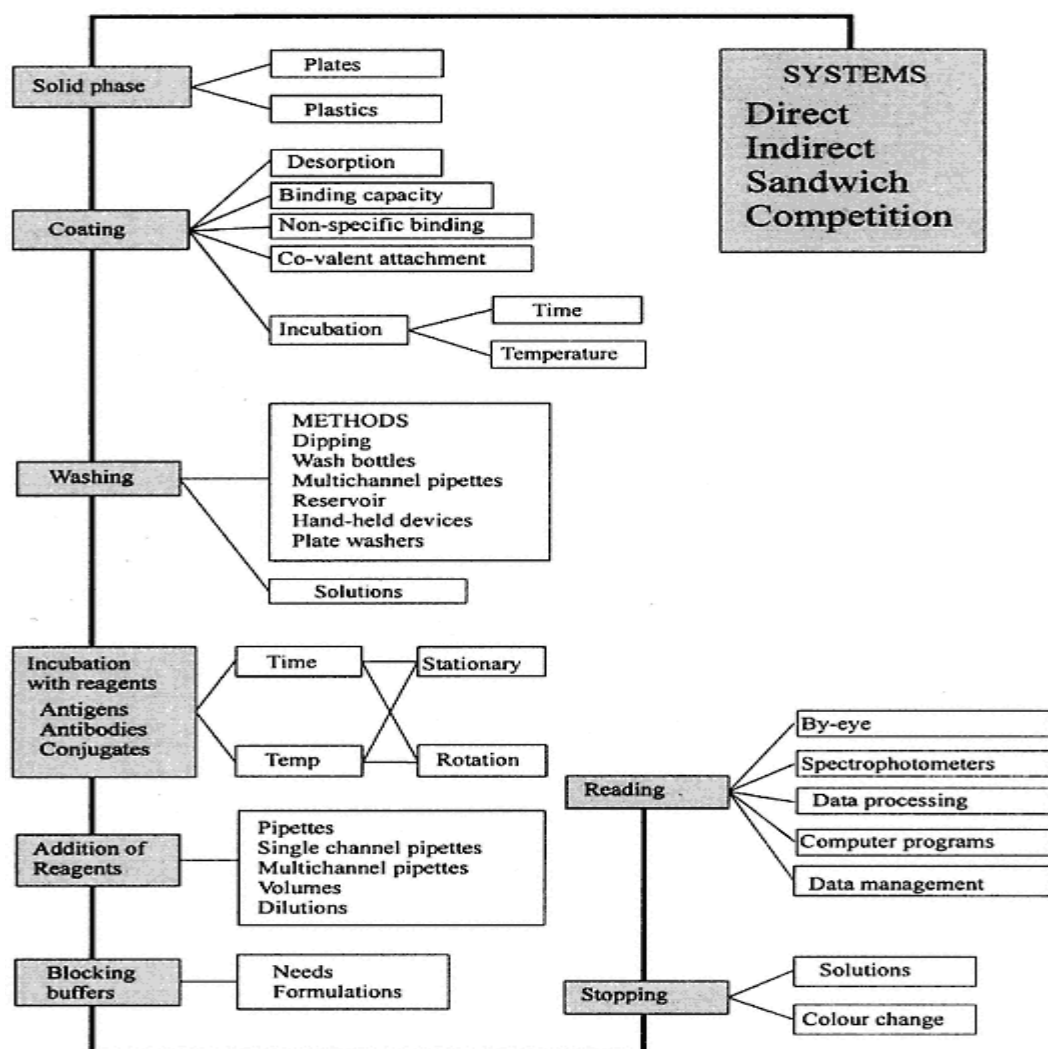 SYSTEMS
Direct
Indirect
Sandwich
Competition
Solid phase
Plates
Plastics
Coating
Desorption
Binding capacity
Non-specific binding
Co-valent attachment
Incubation
Time
Temperature
Washing
METHODS
Dipping
Wash bottles
Multichannel pipettes
Reservoir
Hand-held devices
Plate washers
Solutions
Incubation
with reagents
Antigens
Antibodies
Conjugates
Time
Temp
Stationary
Rotation
Addition of
Reagents
Pipettes
Single channel pipettes
Multichannel pipettes
Volumes
Dilutions
Blocking
buffers
Needs
Formulations
Reading
By-eye
Spectrophotometers
Data processing
Computer programs
Data management
Stopping
Solutions
Colour change